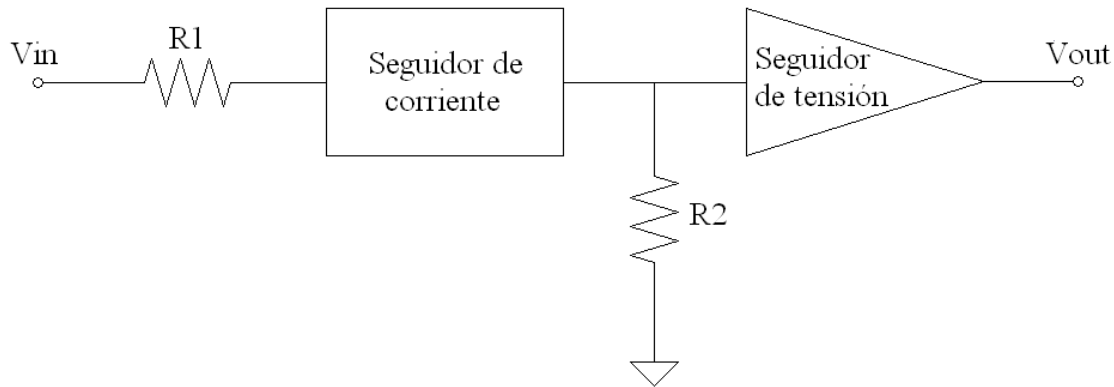 Vin
R1
Seguidor de
corriente
Seguidor
de tensión
Vout
R2